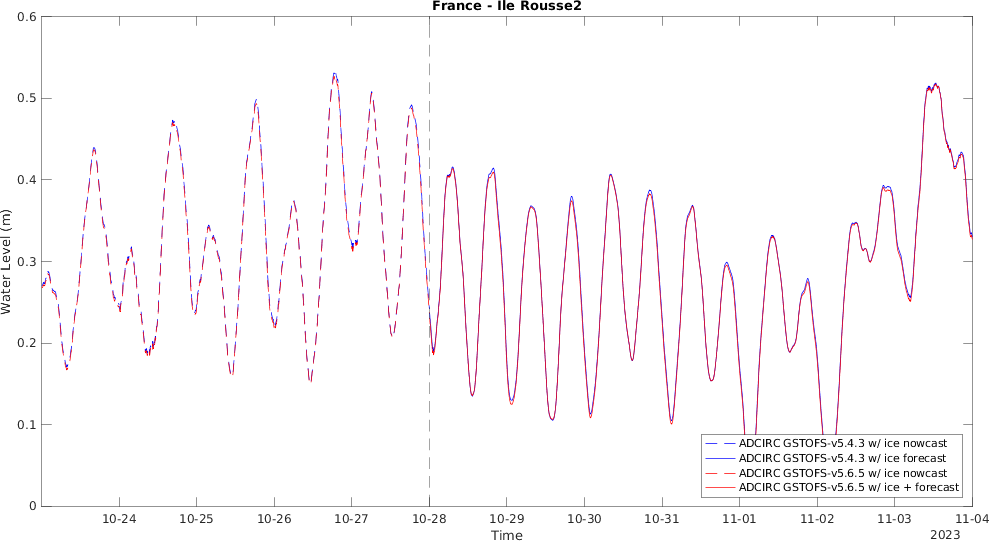 France - Ile Rousse2
0.6
0.5
0.4
0.3
0.2
0.1
0
Water Level (m)
10-24 10-25 10-26 10-27 10-28 10-29 10-30 10-31 11-01 11-02 11-03 11-04
Time
2023
ADCIRC GSTOFS-v5.4.3 w/ ice nowcast
ADCIRC GSTOFS-v5.4.3 w/ ice forecast
ADCIRC GSTOFS-v5.6.5 w/ ice nowcast
ADCIRC GSTOFS-v5.6.5 w/ ice + forecast